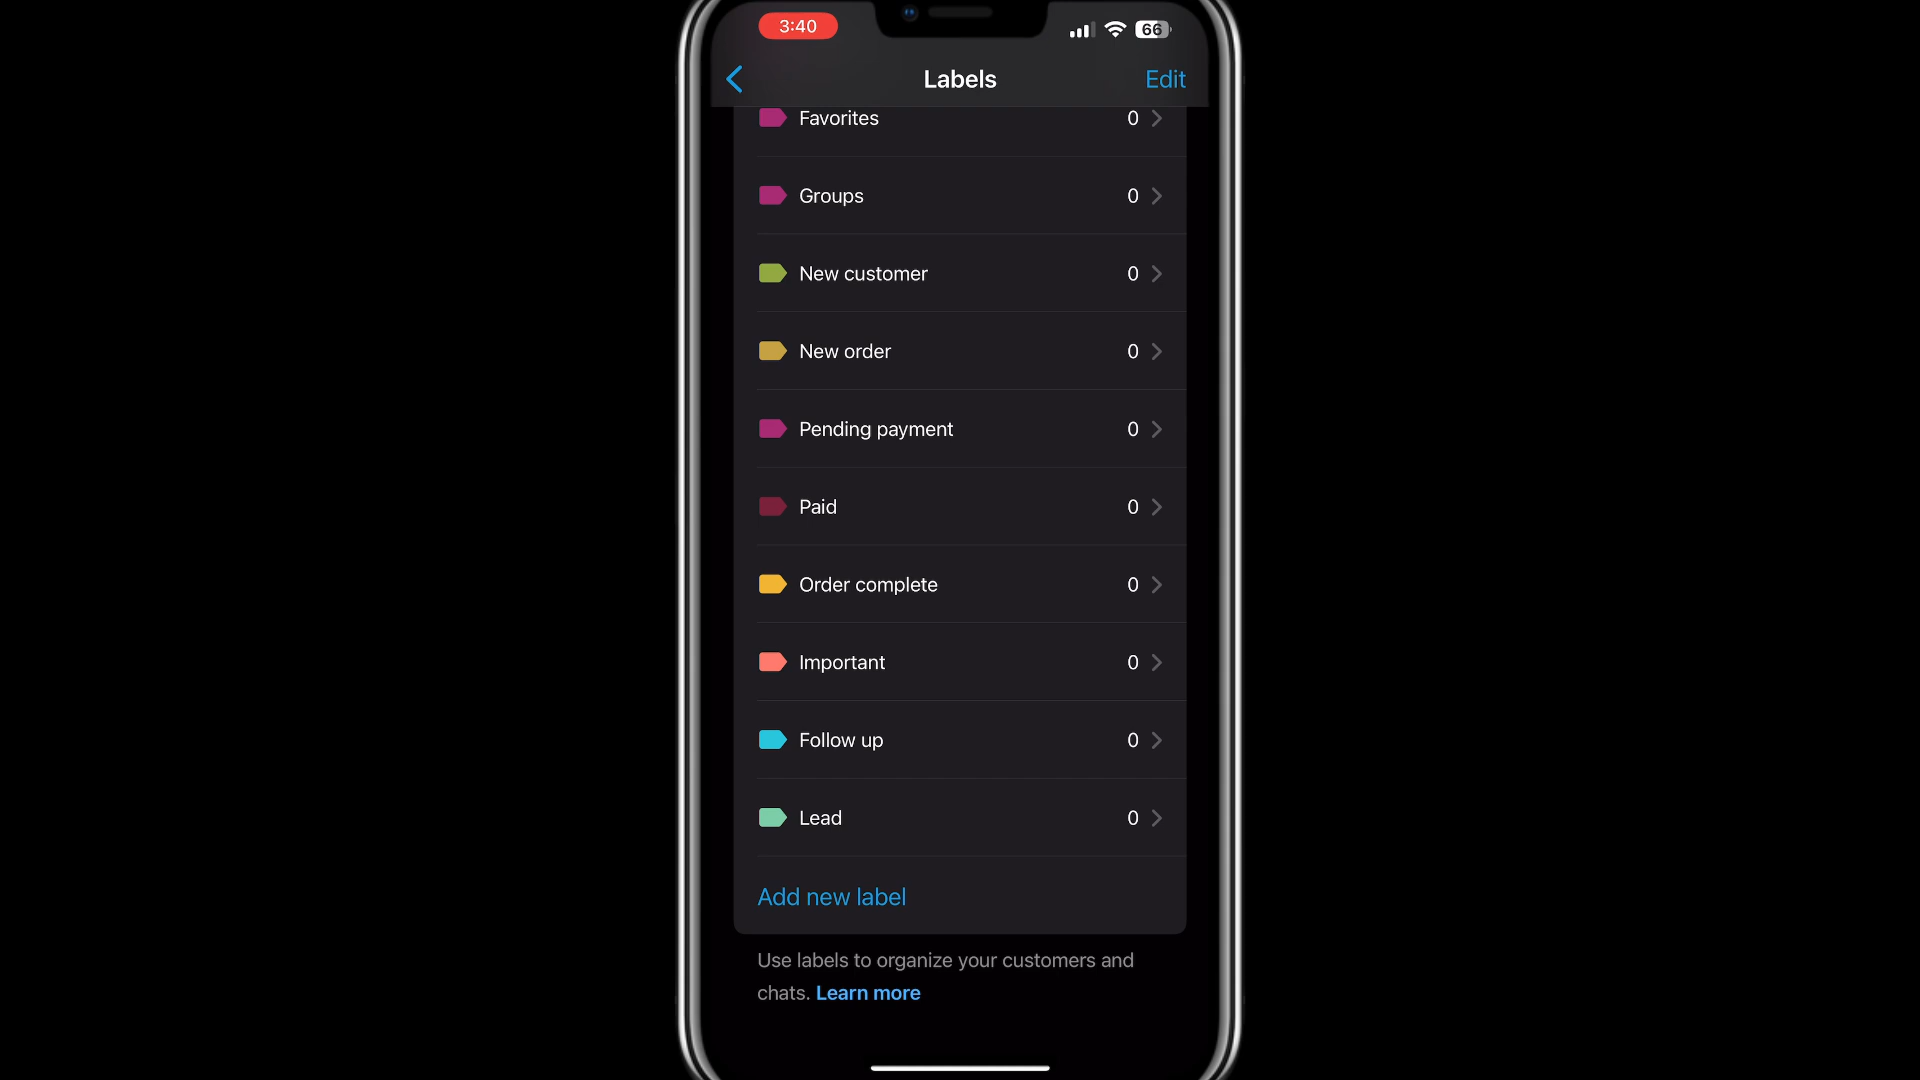 3:40
66
Labels
Edit
Favorites 0
Groups 0
New customer 0
New order 0
Pending payment 0
Paid 0
Order complete 0
Important 0
Follow up 0
Lead 0
Add new label
Use labels to organize your customers and
chats. Learn more